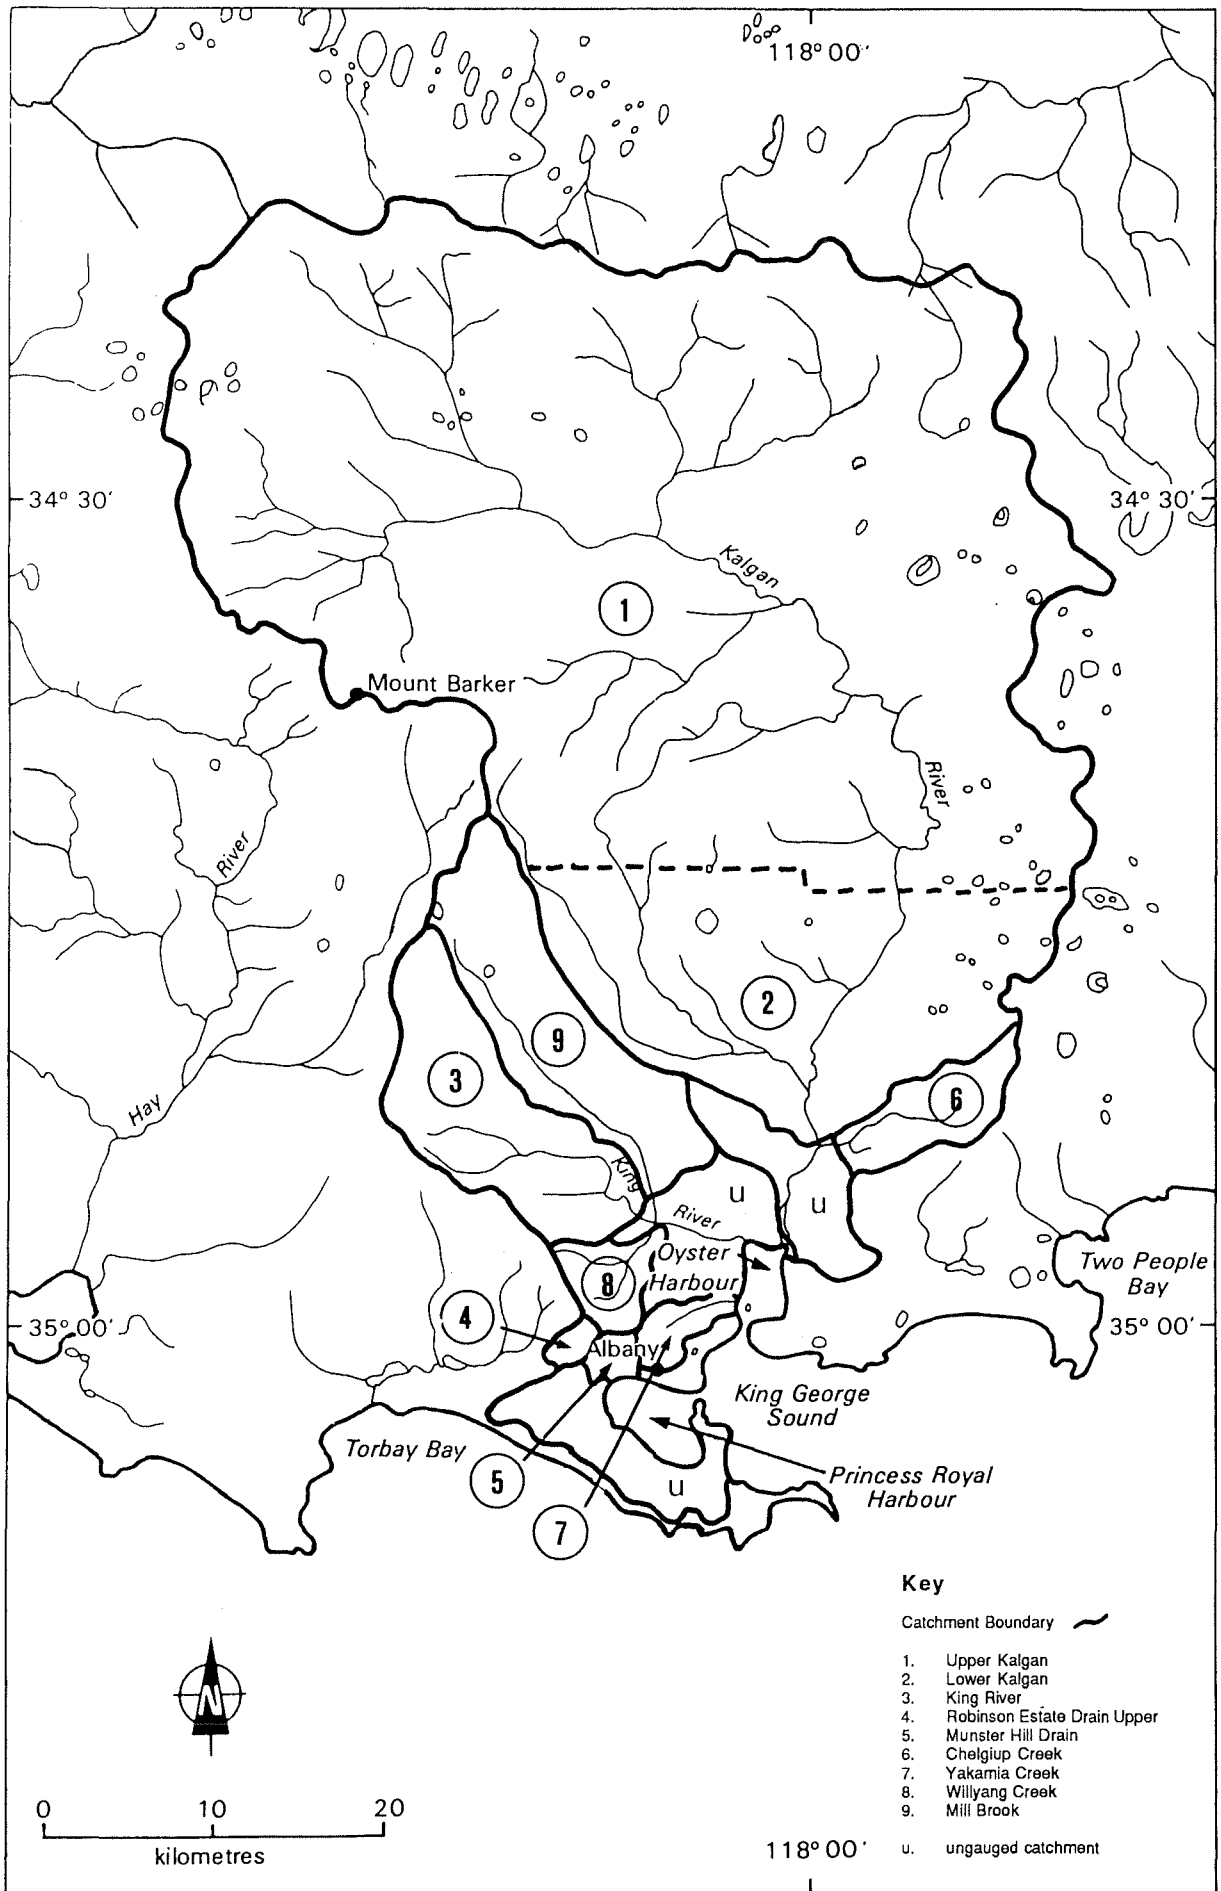 118° 00'
34° 30'
34° 30'
Kalgan
1
Mount Barker
River
River
2
9
3
6
Hay
King
u
u
River
Oyster
Harbour
Two People
Bay
8
4
35° 00'
35° 00'
Albany
King George
Sound
Torbay Bay
5
u
Princess Royal
Harbour
7
Key
Catchment Boundary
1. Upper Kalgan
2. Lower Kalgan
3. King River
4. Robinson Estate Drain Upper
5. Munster Hill Drain
6. Chelgiup Creek
7. Yakamia Creek
8. Willyang Creek
9. Mill Brook
u. ungauged catchment
N
0 10 20
kilometres
118° 00'